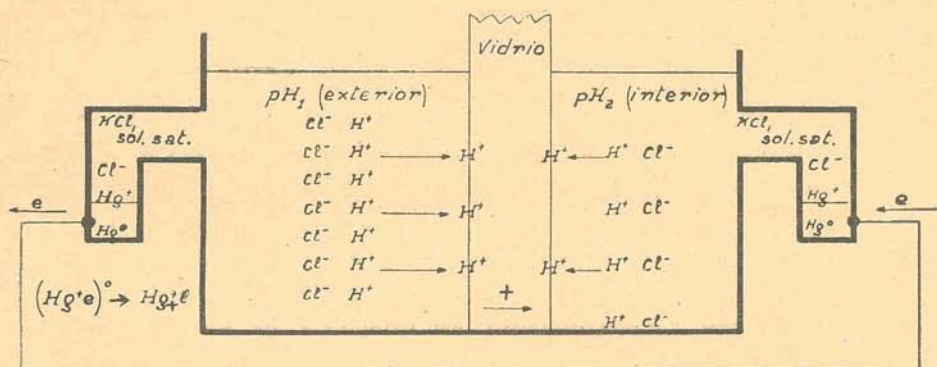 Vidrio
pH₁ (exterior)
pH₂ (interior)
KCl,
sol. sat.
KCl,
sol. sat.
Cl⁻ H⁺
Cl⁻ H⁺ H⁺
H⁺ H⁺ Cl⁻
Cl⁻ H⁺
Cl⁻ H⁺ H⁺
H⁺ Cl⁻
Cl⁻ H⁺
Cl⁻ H⁺ H⁺
H⁺ H⁺ Cl⁻
Cl⁻ H⁺
+
H⁺ Cl⁻
Cl⁻
Hg⁺
Hg°
e
Cl⁻
Hg⁺
Hg°
e
(Hg⁺e)° → Hg⁺+e